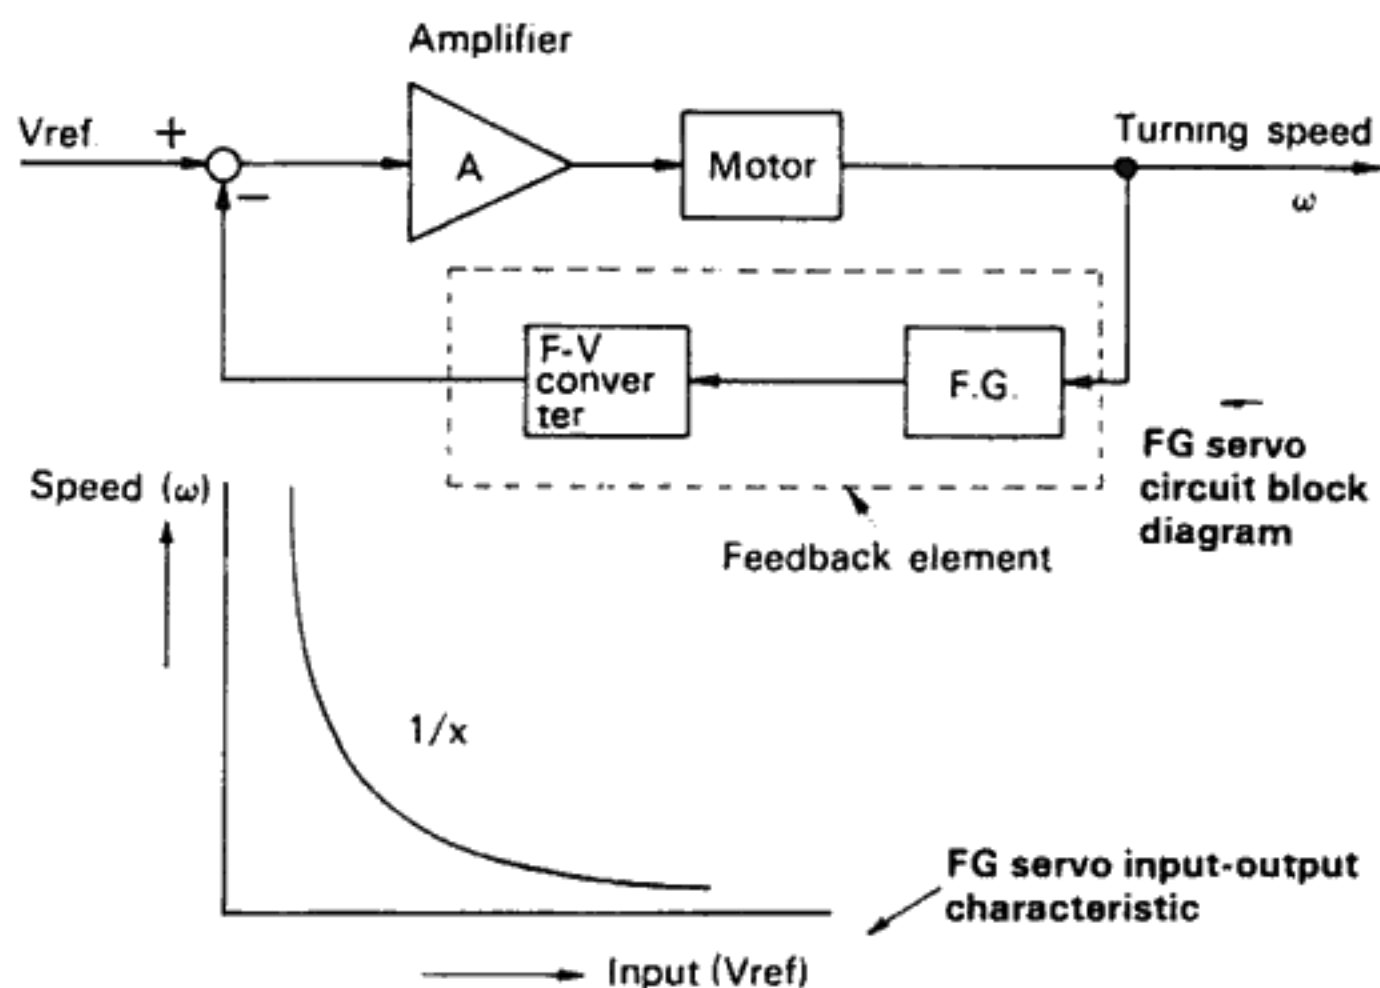 Amplifier
Vref. +
Turning speed
A
Motor
−
ω
F-V
conver
ter
F.G.
FG servo
circuit block
diagram
Speed (ω)
Feedback element
1/x
FG servo input-output
characteristic
Input (Vref)